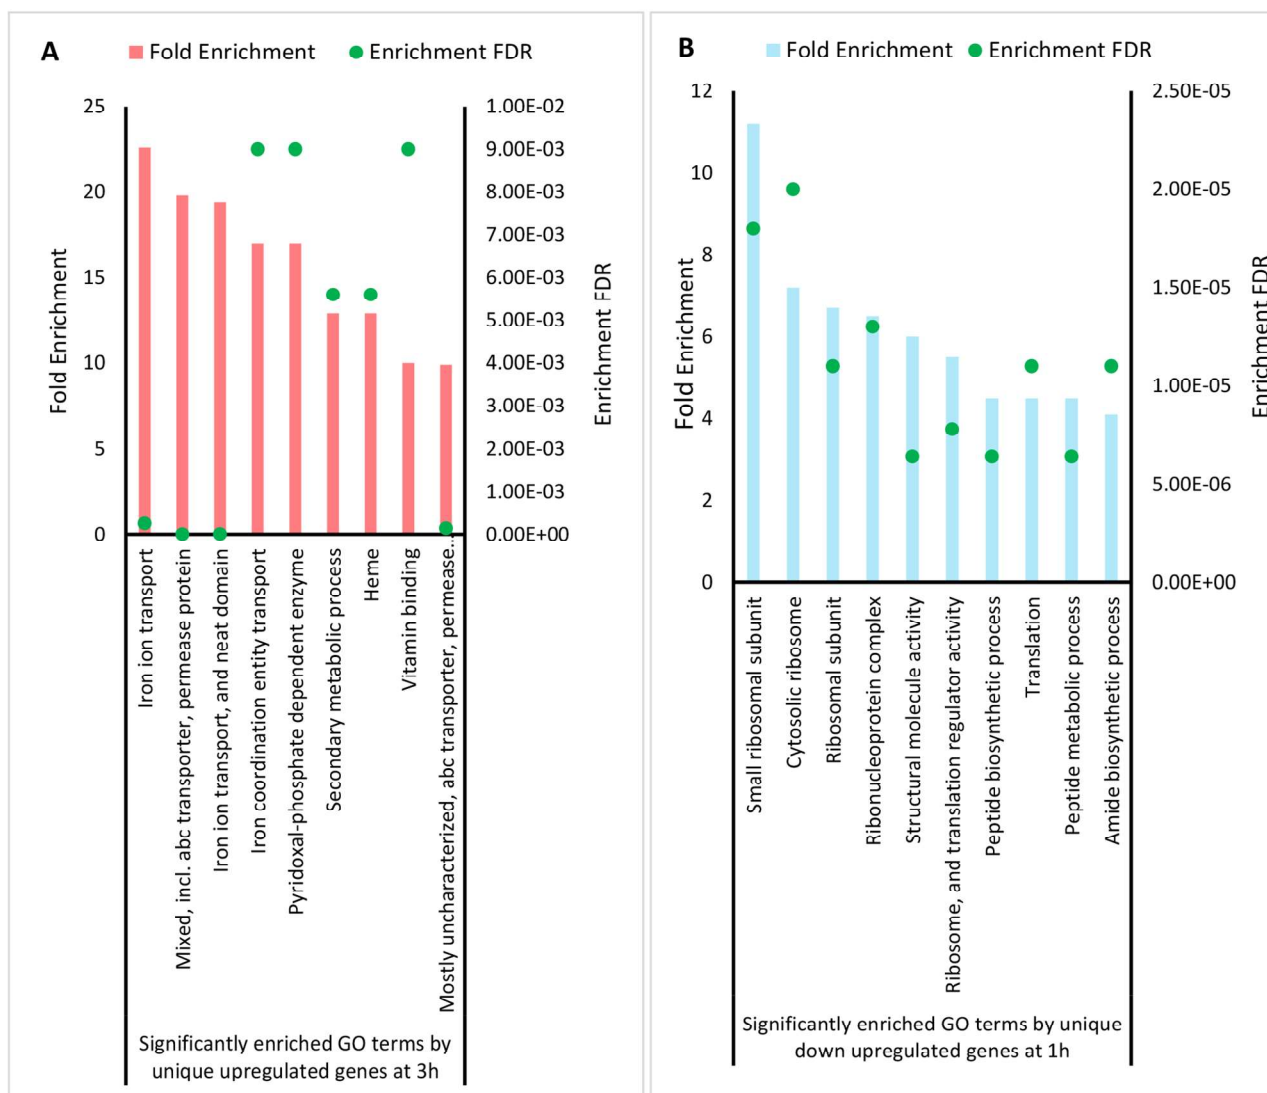 A
Fold Enrichment
Enrichment FDR
25
20
15
10
5
0
Fold Enrichment
1.00E-02
9.00E-03
8.00E-03
7.00E-03
6.00E-03
5.00E-03
4.00E-03
3.00E-03
2.00E-03
1.00E-03
0.00E+00
Enrichment FDR
Iron ion transport
Mixed, incl. abc transporter, permease protein
Iron ion transport, and neat domain
Iron coordination entity transport
Pyridoxal-phosphate dependent enzyme
Secondary metabolic process
Heme
Vitamin binding
Mostly uncharacterized, abc transporter, permease...
Significantly enriched GO terms by
unique upregulated genes at 3h
B
Fold Enrichment
Enrichment FDR
12
10
8
6
4
2
0
Fold Enrichment
2.50E-05
2.00E-05
1.50E-05
1.00E-05
5.00E-06
0.00E+00
Enrichment FDR
Small ribosomal subunit
Cytosolic ribosome
Ribosomal subunit
Ribonucleoprotein complex
Structural molecule activity
Ribosome, and translation regulator activity
Peptide biosynthetic process
Translation
Peptide metabolic process
Amide biosynthetic process
Significantly enriched GO terms by unique
down upregulated genes at 1h